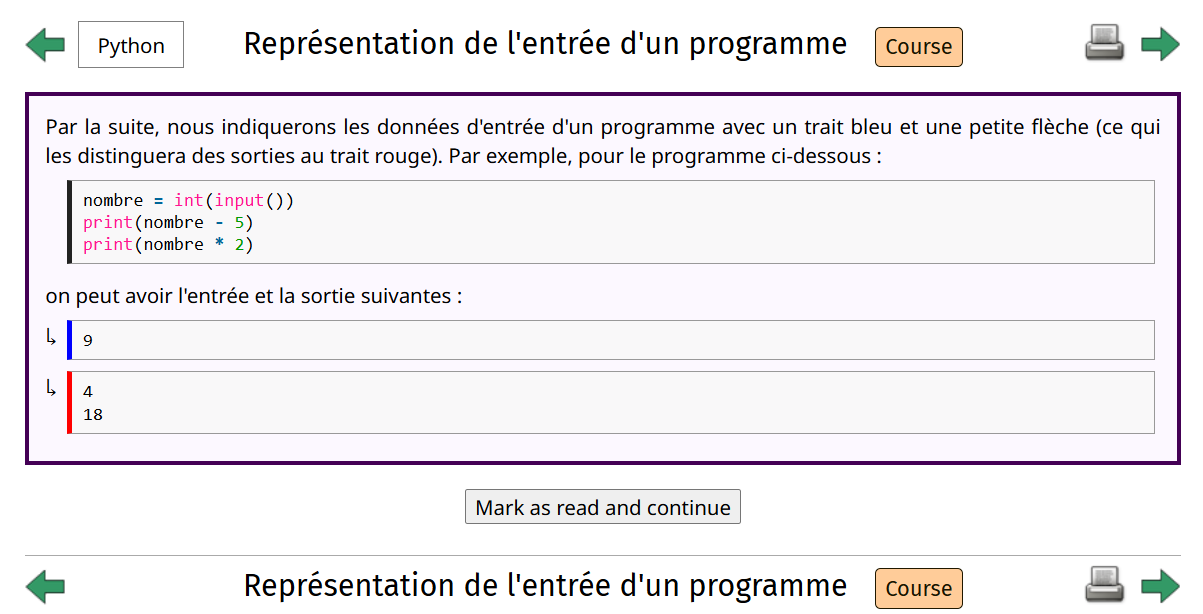 Python
Représentation de l'entrée d'un programme
Course
Par la suite, nous indiquerons les données d'entrée d'un programme avec un trait bleu et une petite flèche (ce qui
les distinguera des sorties au trait rouge). Par exemple, pour le programme ci-dessous :
nombre = int(input())
print(nombre - 5)
print(nombre * 2)
on peut avoir l'entrée et la sortie suivantes :
↳ 9
↳ 4
18
Mark as read and continue
Représentation de l'entrée d'un programme
Course